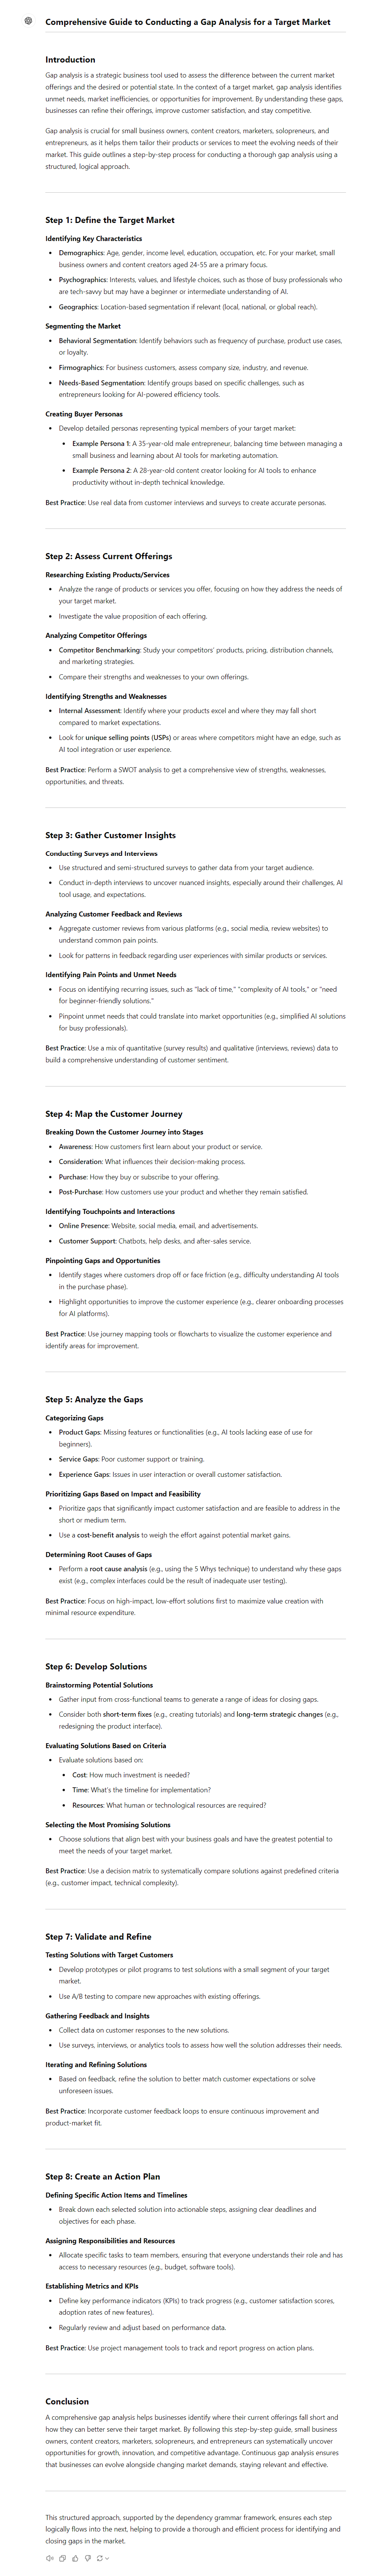 Comprehensive Guide to Conducting a Gap Analysis for a Target Market
Introduction
Gap analysis is a strategic business tool used to assess the difference between the current market
offerings and the desired or potential state. In the context of a target market, gap analysis identifies
unmet needs, market inefficiencies, or opportunities for improvement. By understanding these gaps,
businesses can refine their offerings, improve customer satisfaction, and stay competitive.
Gap analysis is crucial for small business owners, content creators, marketers, solopreneurs, and
entrepreneurs, as it helps them tailor their products or services to meet the evolving needs of their
market. This guide outlines a step-by-step process for conducting a thorough gap analysis using a
structured, logical approach.
Step 1: Define the Target Market
Identifying Key Characteristics
• Demographics: Age, gender, income level, education, occupation, etc. For your market, small
business owners and content creators aged 24-55 are a primary focus.
• Psychographics: Interests, values, and lifestyle choices, such as those of busy professionals who
are tech-savvy but may have a beginner or intermediate understanding of AI.
• Geographics: Location-based segmentation if relevant (local, national, or global reach).
Segmenting the Market
• Behavioral Segmentation: Identify behaviors such as frequency of purchase, product use cases,
or loyalty.
• Firmographics: For business customers, assess company size, industry, and revenue.
• Needs-Based Segmentation: Identify groups based on specific challenges, such as
entrepreneurs looking for AI-powered efficiency tools.
Creating Buyer Personas
• Develop detailed personas representing typical members of your target market:
• Example Persona 1: A 35-year-old male entrepreneur, balancing time between managing a
small business and learning about AI tools for marketing automation.
• Example Persona 2: A 28-year-old content creator looking for AI tools to enhance
productivity without in-depth technical knowledge.
Best Practice: Use real data from customer interviews and surveys to create accurate personas.
Step 2: Assess Current Offerings
Researching Existing Products/Services
• Analyze the range of products or services you offer, focusing on how they address the needs of
your target market.
• Investigate the value proposition of each offering.
Analyzing Competitor Offerings
• Competitor Benchmarking: Study your competitors' products, pricing, distribution channels,
and marketing strategies.
• Compare their strengths and weaknesses to your own offerings.
Identifying Strengths and Weaknesses
• Internal Assessment: Identify where your products excel and where they may fall short
compared to market expectations.
• Look for unique selling points (USPs) or areas where competitors might have an edge, such as
AI tool integration or user experience.
Best Practice: Perform a SWOT analysis to get a comprehensive view of strengths, weaknesses,
opportunities, and threats.
Step 3: Gather Customer Insights
Conducting Surveys and Interviews
• Use structured and semi-structured surveys to gather data from your target audience.
• Conduct in-depth interviews to uncover nuanced insights, especially around their challenges, AI
tool usage, and expectations.
Analyzing Customer Feedback and Reviews
• Aggregate customer reviews from various platforms (e.g., social media, review websites) to
understand common pain points.
• Look for patterns in feedback regarding user experiences with similar products or services.
Identifying Pain Points and Unmet Needs
• Focus on identifying recurring issues, such as "lack of time," "complexity of AI tools," or "need
for beginner-friendly solutions."
• Pinpoint unmet needs that could translate into market opportunities (e.g., simplified AI solutions
for busy professionals).
Best Practice: Use a mix of quantitative (survey results) and qualitative (interviews, reviews) data to
build a comprehensive understanding of customer sentiment.
Step 4: Map the Customer Journey
Breaking Down the Customer Journey into Stages
• Awareness: How customers first learn about your product or service.
• Consideration: What influences their decision-making process.
• Purchase: How they buy or subscribe to your offering.
• Post-Purchase: How customers use your product and whether they remain satisfied.
Identifying Touchpoints and Interactions
• Online Presence: Website, social media, email, and advertisements.
• Customer Support: Chatbots, help desks, and after-sales service.
Pinpointing Gaps and Opportunities
• Identify stages where customers drop off or face friction (e.g., difficulty understanding AI tools
in the purchase phase).
• Highlight opportunities to improve the customer experience (e.g., clearer onboarding processes
for AI platforms).
Best Practice: Use journey mapping tools or flowcharts to visualize the customer experience and
identify areas for improvement.
Step 5: Analyze the Gaps
Categorizing Gaps
• Product Gaps: Missing features or functionalities (e.g., AI tools lacking ease of use for
beginners).
• Service Gaps: Poor customer support or training.
• Experience Gaps: Issues in user interaction or overall customer satisfaction.
Prioritizing Gaps Based on Impact and Feasibility
• Prioritize gaps that significantly impact customer satisfaction and are feasible to address in the
short or medium term.
• Use a cost-benefit analysis to weigh the effort against potential market gains.
Determining Root Causes of Gaps
• Perform a root cause analysis (e.g., using the 5 Whys technique) to understand why these gaps
exist (e.g., complex interfaces could be the result of inadequate user testing).
Best Practice: Focus on high-impact, low-effort solutions first to maximize value creation with
minimal resource expenditure.
Step 6: Develop Solutions
Brainstorming Potential Solutions
• Gather input from cross-functional teams to generate a range of ideas for closing gaps.
• Consider both short-term fixes (e.g., creating tutorials) and long-term strategic changes (e.g.,
redesigning the product interface).
Evaluating Solutions Based on Criteria
• Evaluate solutions based on:
• Cost: How much investment is needed?
• Time: What's the timeline for implementation?
• Resources: What human or technological resources are required?
Selecting the Most Promising Solutions
• Choose solutions that align best with your business goals and have the greatest potential to
meet the needs of your target market.
Best Practice: Use a decision matrix to systematically compare solutions against predefined criteria
(e.g., customer impact, technical complexity).
Step 7: Validate and Refine
Testing Solutions with Target Customers
• Develop prototypes or pilot programs to test solutions with a small segment of your target
market.
• Use A/B testing to compare new approaches with existing offerings.
Gathering Feedback and Insights
• Collect data on customer responses to the new solutions.
• Use surveys, interviews, or analytics tools to assess how well the solution addresses their needs.
Iterating and Refining Solutions
• Based on feedback, refine the solution to better match customer expectations or solve
unforeseen issues.
Best Practice: Incorporate customer feedback loops to ensure continuous improvement and
product-market fit.
Step 8: Create an Action Plan
Defining Specific Action Items and Timelines
• Break down each selected solution into actionable steps, assigning clear deadlines and
objectives for each phase.
Assigning Responsibilities and Resources
• Allocate specific tasks to team members, ensuring that everyone understands their role and has
access to necessary resources (e.g., budget, software tools).
Establishing Metrics and KPIs
• Define key performance indicators (KPIs) to track progress (e.g., customer satisfaction scores,
adoption rates of new features).
• Regularly review and adjust based on performance data.
Best Practice: Use project management tools to track and report progress on action plans.
Conclusion
A comprehensive gap analysis helps businesses identify where their current offerings fall short and
how they can better serve their target market. By following this step-by-step guide, small business
owners, content creators, marketers, solopreneurs, and entrepreneurs can systematically uncover
opportunities for growth, innovation, and competitive advantage. Continuous gap analysis ensures
that businesses can evolve alongside changing market demands, staying relevant and effective.
This structured approach, supported by the dependency grammar framework, ensures each step
logically flows into the next, helping to provide a thorough and efficient process for identifying and
closing gaps in the market.